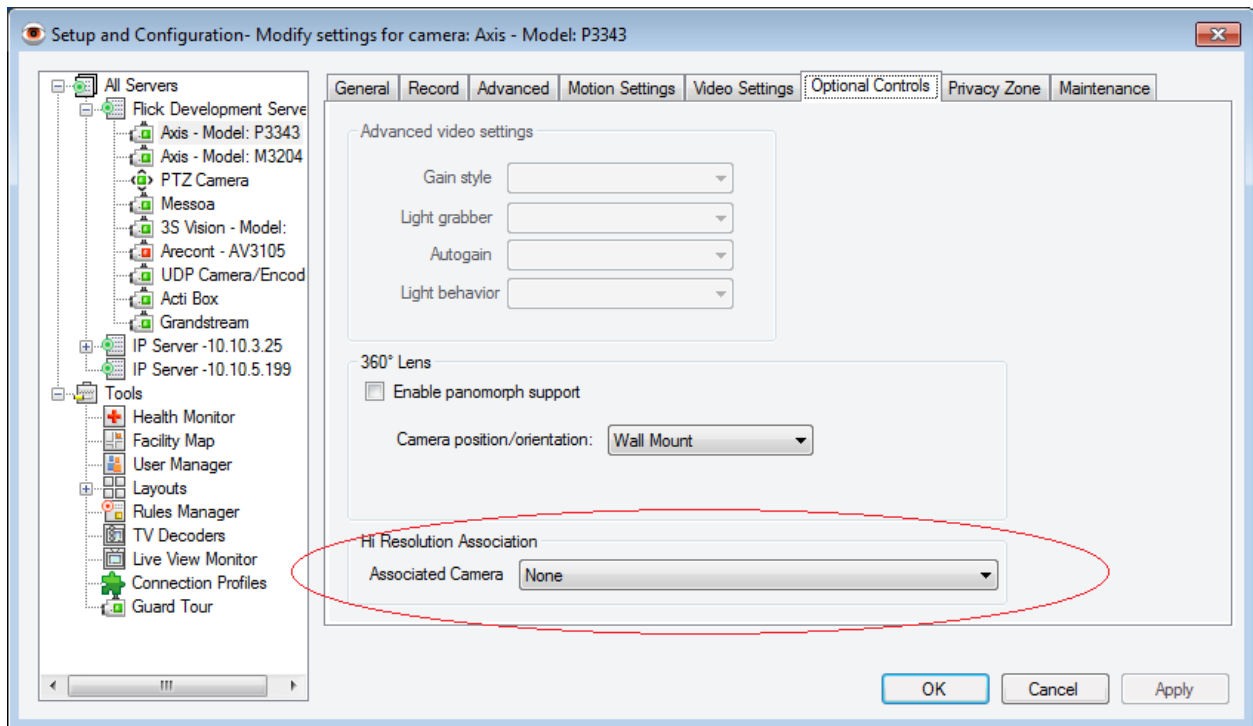 Setup and Configuration- Modify settings for camera: Axis - Model: P3343
All Servers
Flick Development Serve
Axis - Model: P3343
Axis - Model: M3204
PTZ Camera
Messoa
3S Vision - Model:
Arecont - AV3105
UDP Camera/Encod
Acti Box
Grandstream
IP Server -10.10.3.25
IP Server -10.10.5.199
Tools
Health Monitor
Facility Map
User Manager
Layouts
Rules Manager
TV Decoders
Live View Monitor
Connection Profiles
Guard Tour
General Record Advanced Motion Settings Video Settings Optional Controls Privacy Zone Maintenance
Advanced video settings
Gain style
Light grabber
Autogain
Light behavior
360° Lens
Enable panomorph support
Camera position/orientation: Wall Mount
Hi Resolution Association
Associated Camera None
OK Cancel Apply